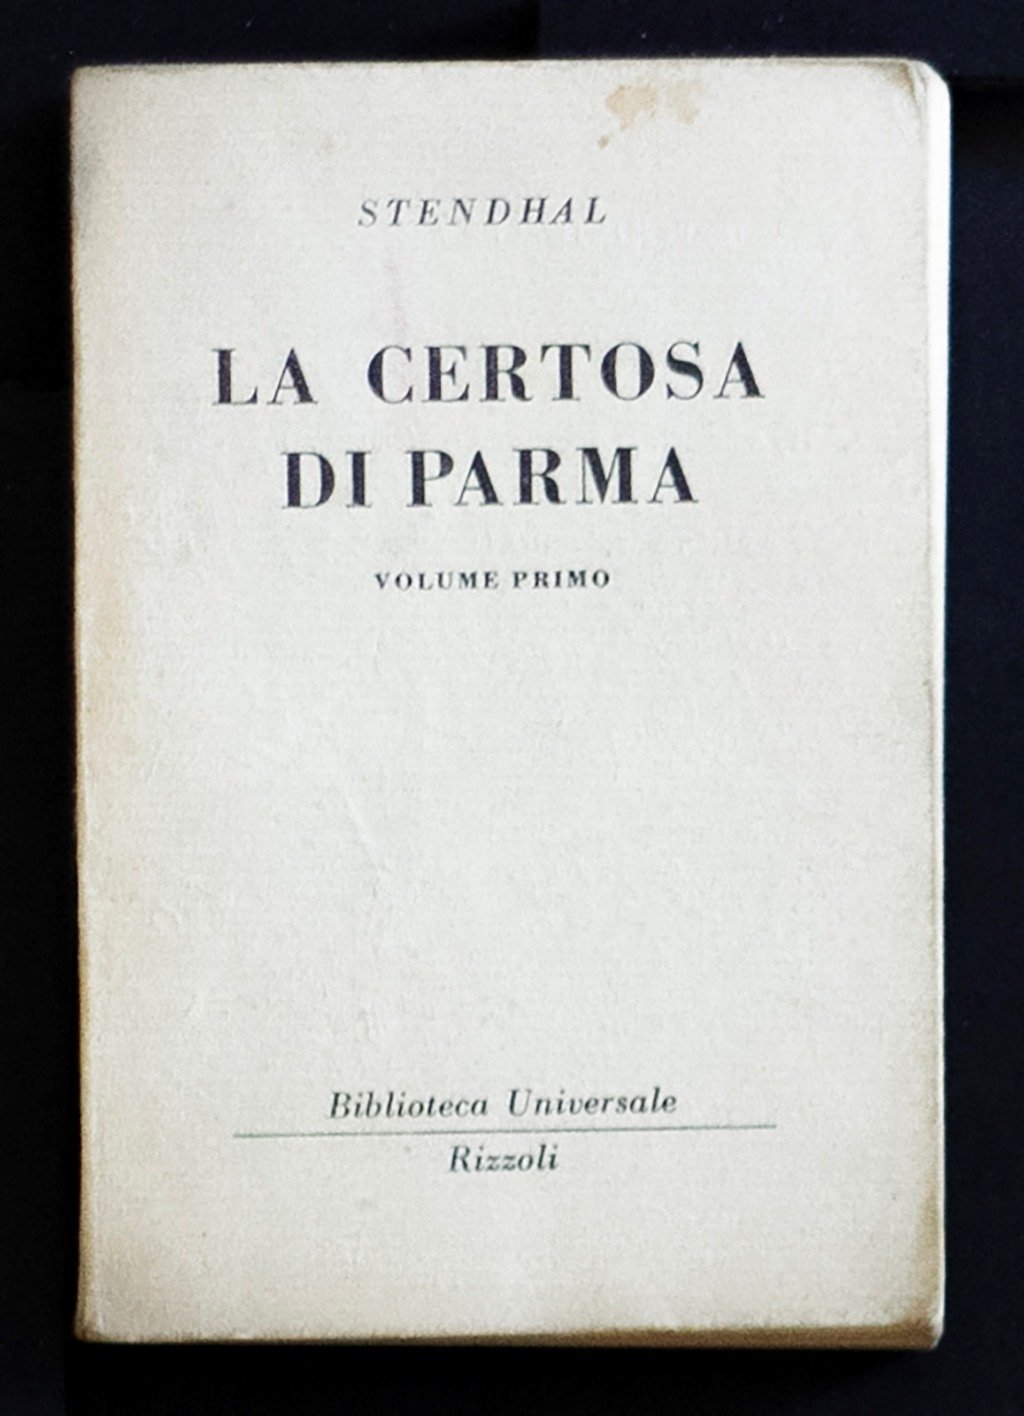 STENDHAL
LA CERTOSA
DI PARMA
VOLUME PRIMO
Biblioteca Universale
Rizzoli